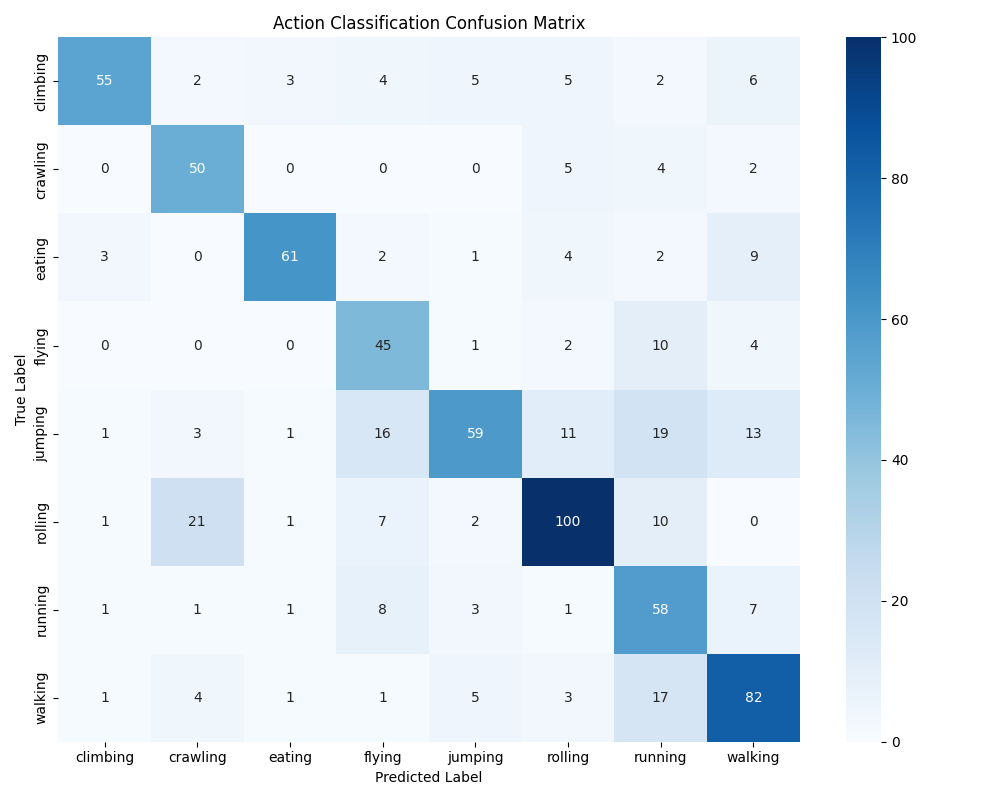 Action Classification Confusion Matrix
True Label
climbing 55 2 3 4 5 5 2 6
crawling 0 50 0 0 0 5 4 2
eating 3 0 61 2 1 4 2 9
flying 0 0 0 45 1 2 10 4
jumping 1 3 1 16 59 11 19 13
rolling 1 21 1 7 2 100 10 0
running 1 1 1 8 3 1 58 7
walking 1 4 1 1 5 3 17 82
climbing crawling eating flying jumping rolling running walking
Predicted Label
100
80
60
40
20
0